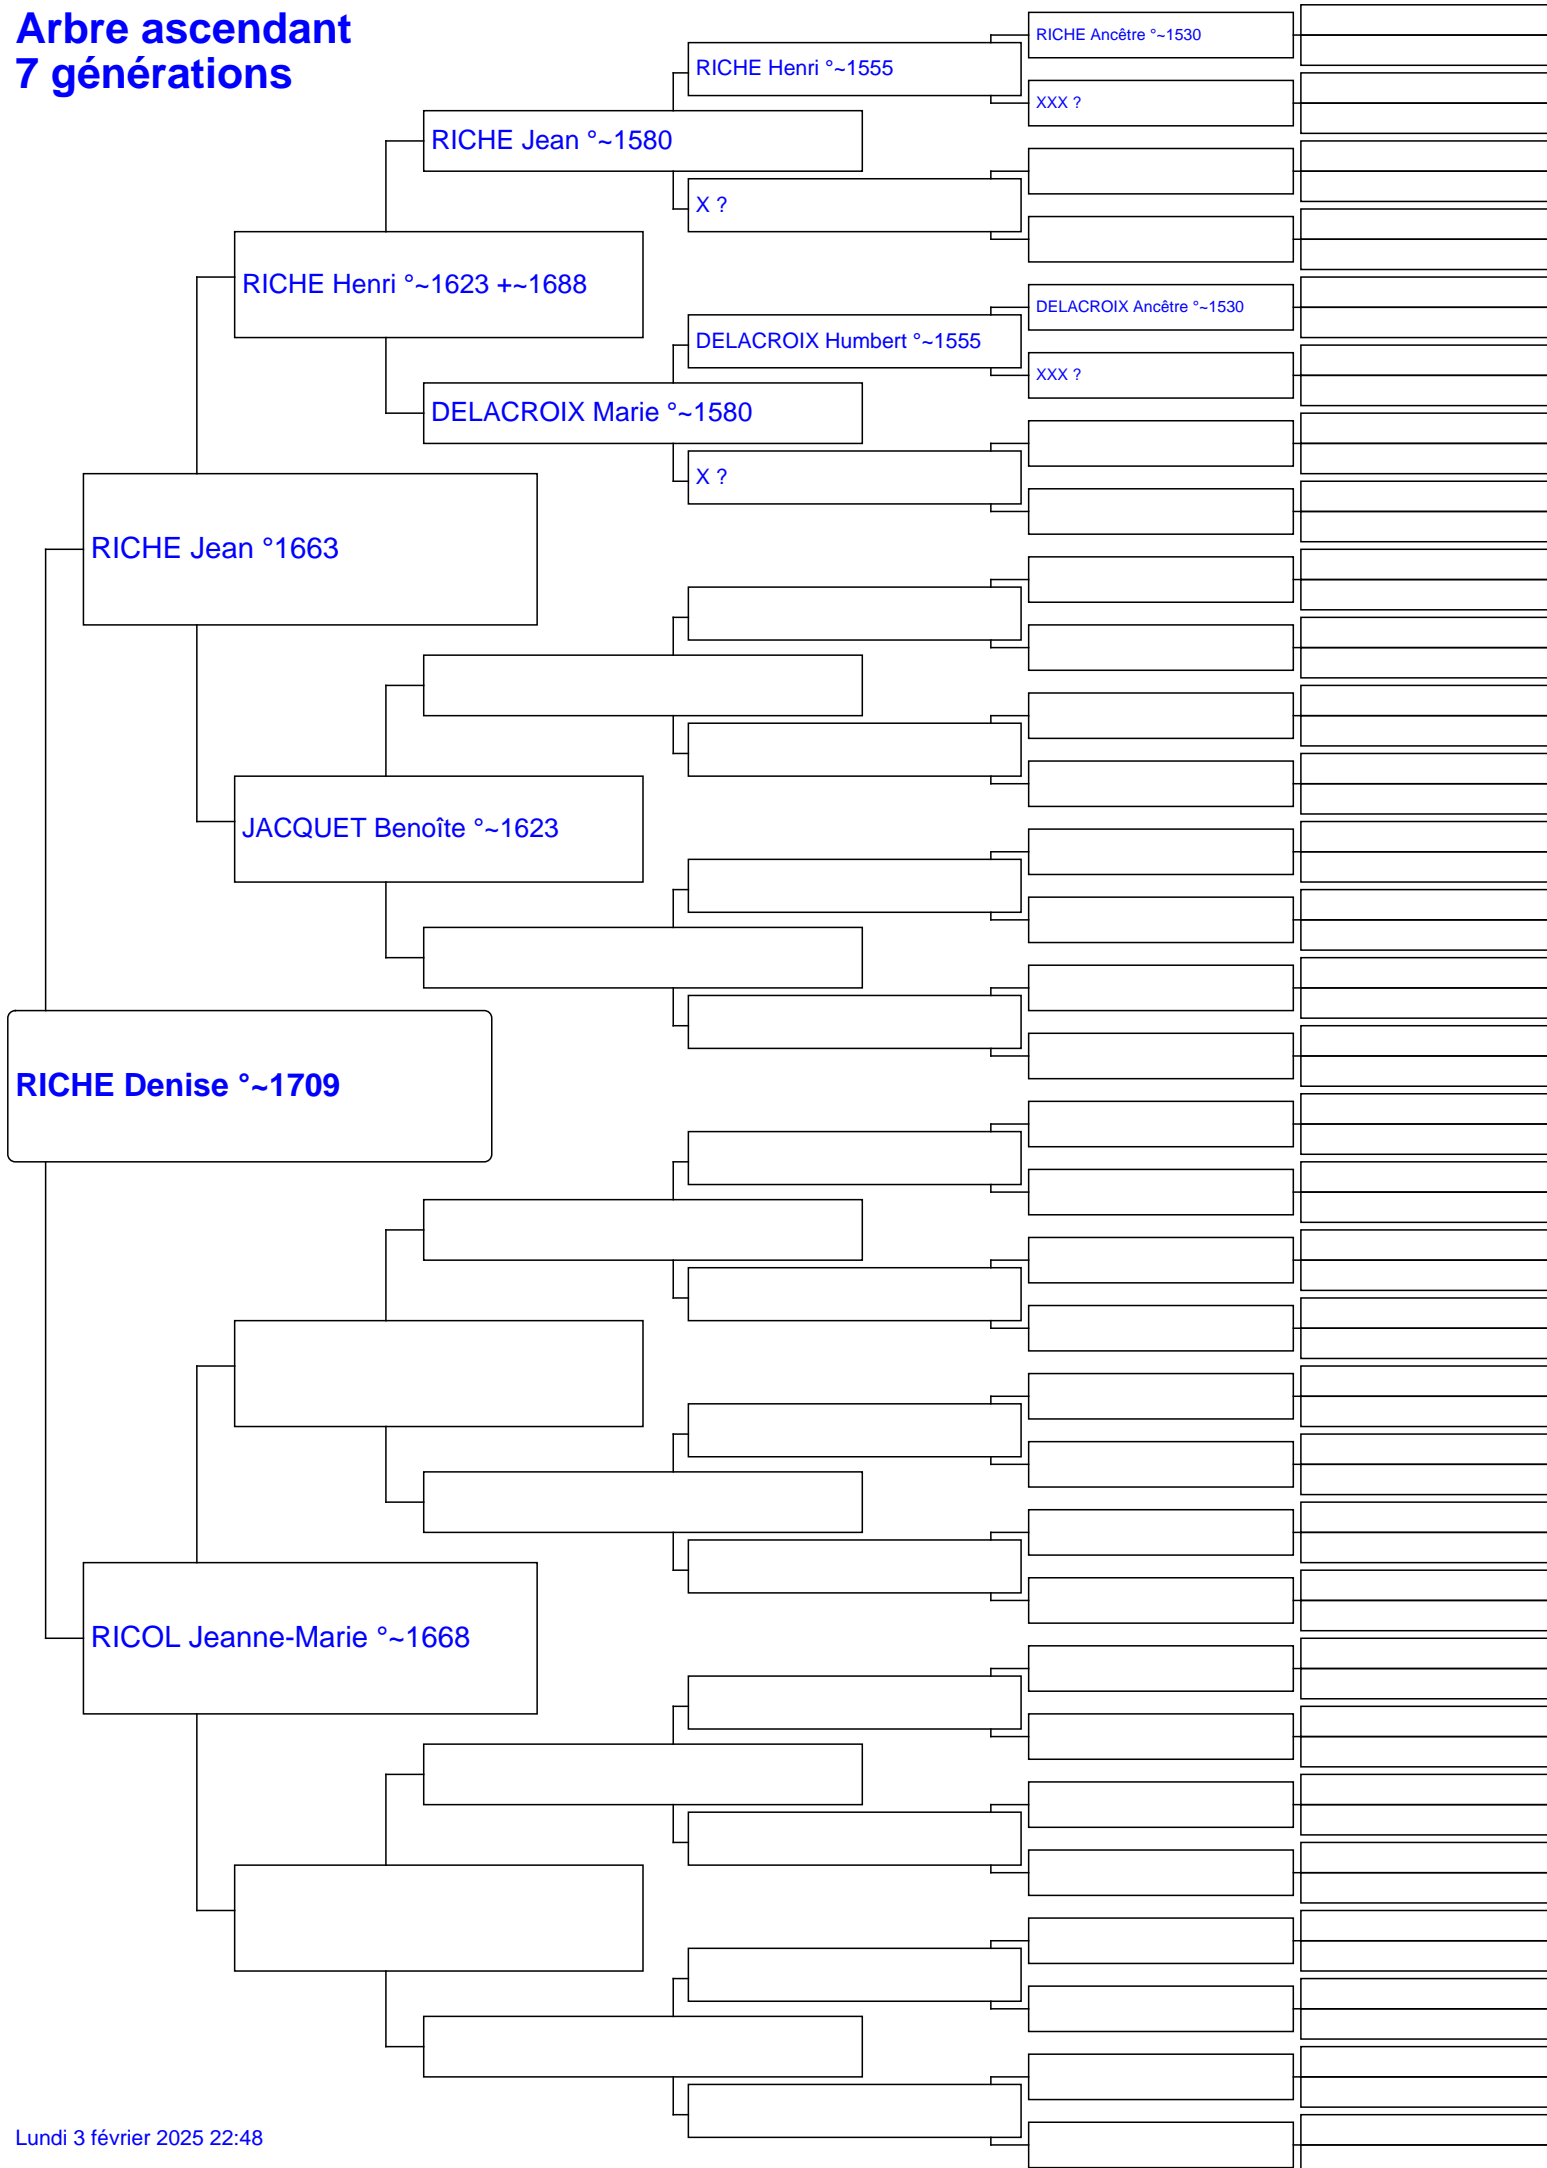 Arbre ascendant
7 générations
RICHE Ancêtre °~1530
RICHE Henri °~1555
XXX ?
RICHE Jean °~1580
X ?
RICHE Henri °~1623 +~1688
DELACROIX Ancêtre °~1530
DELACROIX Humbert °~1555
XXX ?
DELACROIX Marie °~1580
X ?
RICHE Jean °1663
JACQUET Benoîte °~1623
RICHE Denise °~1709
RICOL Jeanne-Marie °~1668
Lundi 3 février 2025 22:48